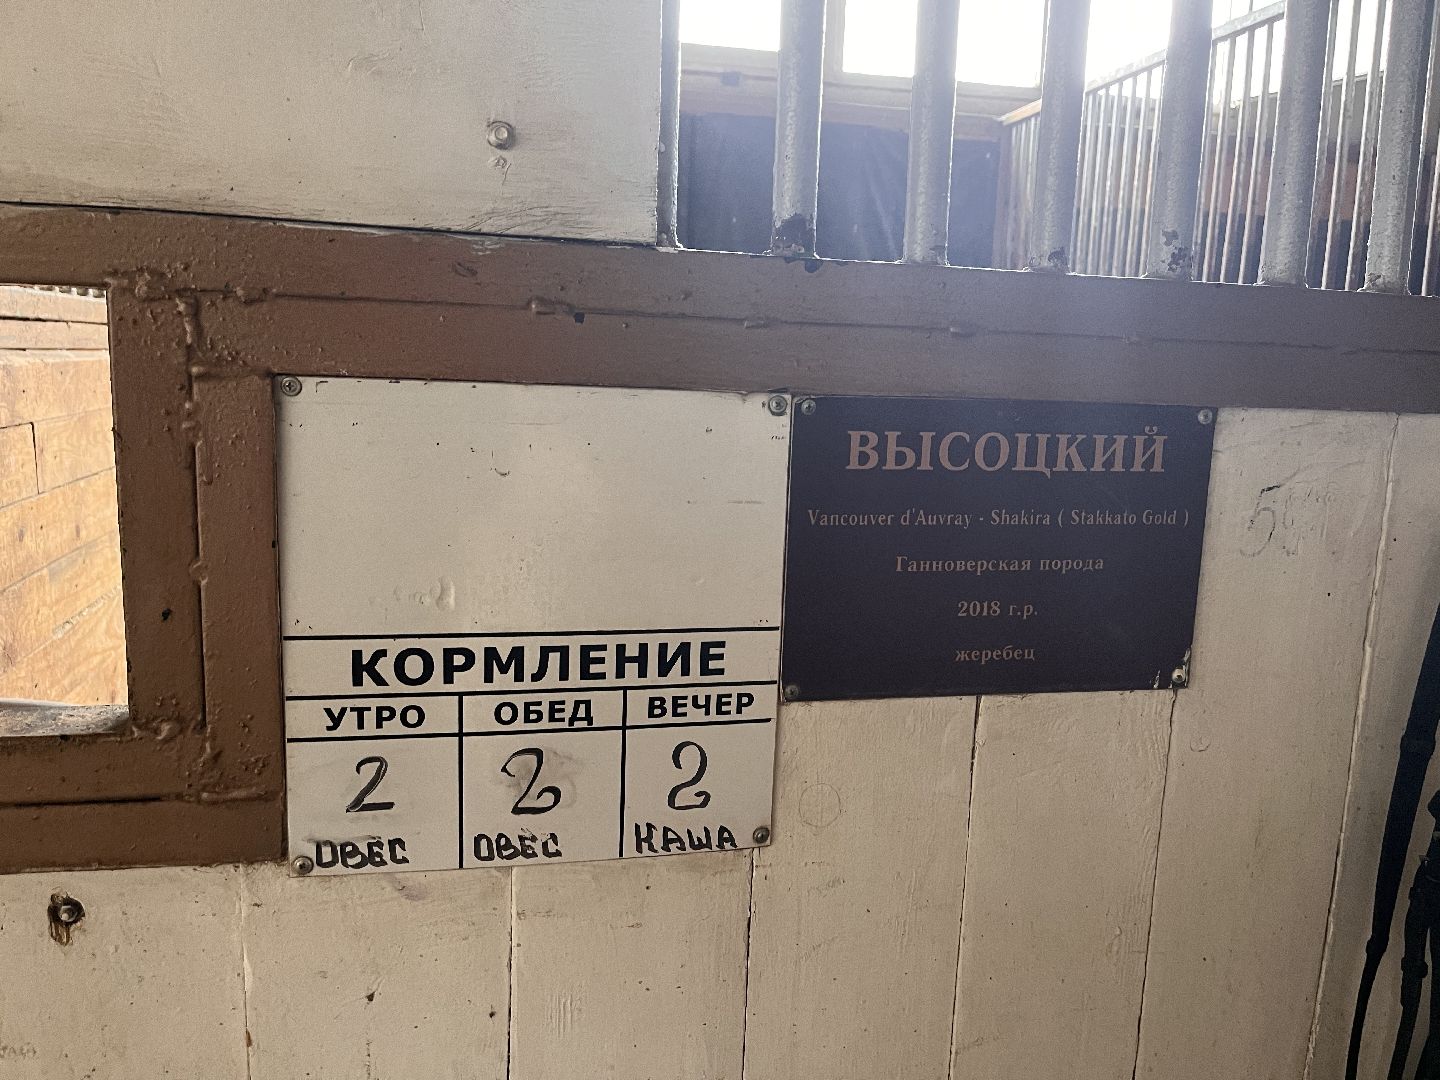 КОРМЛЕНИЕ
УТРО ОБЕД ВЕЧЕР
2 2 2
ОВЕС ОВЕС КАША
ВЫСОЦКИЙ
Vancouver d'Auvray - Shakira ( Stakkato Gold )
Ганноверская порода
2018 г.р.
жеребец